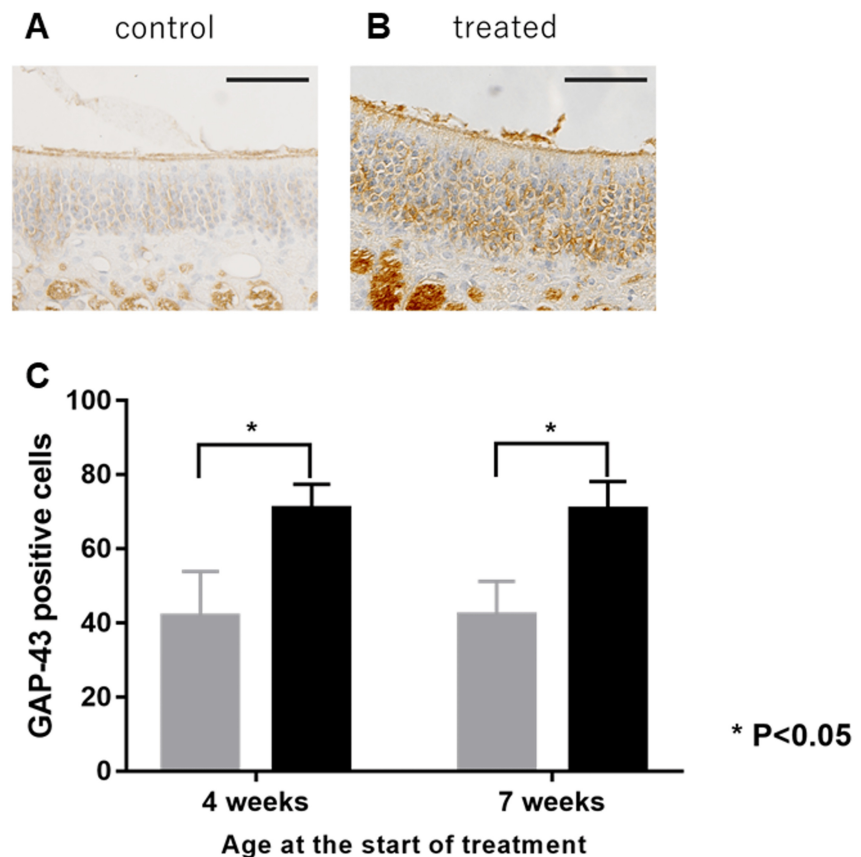 A control
B treated
C
100
80
60
40
20
0
GAP-43 positive cells
*
*
4 weeks
7 weeks
Age at the start of treatment
* P<0.05